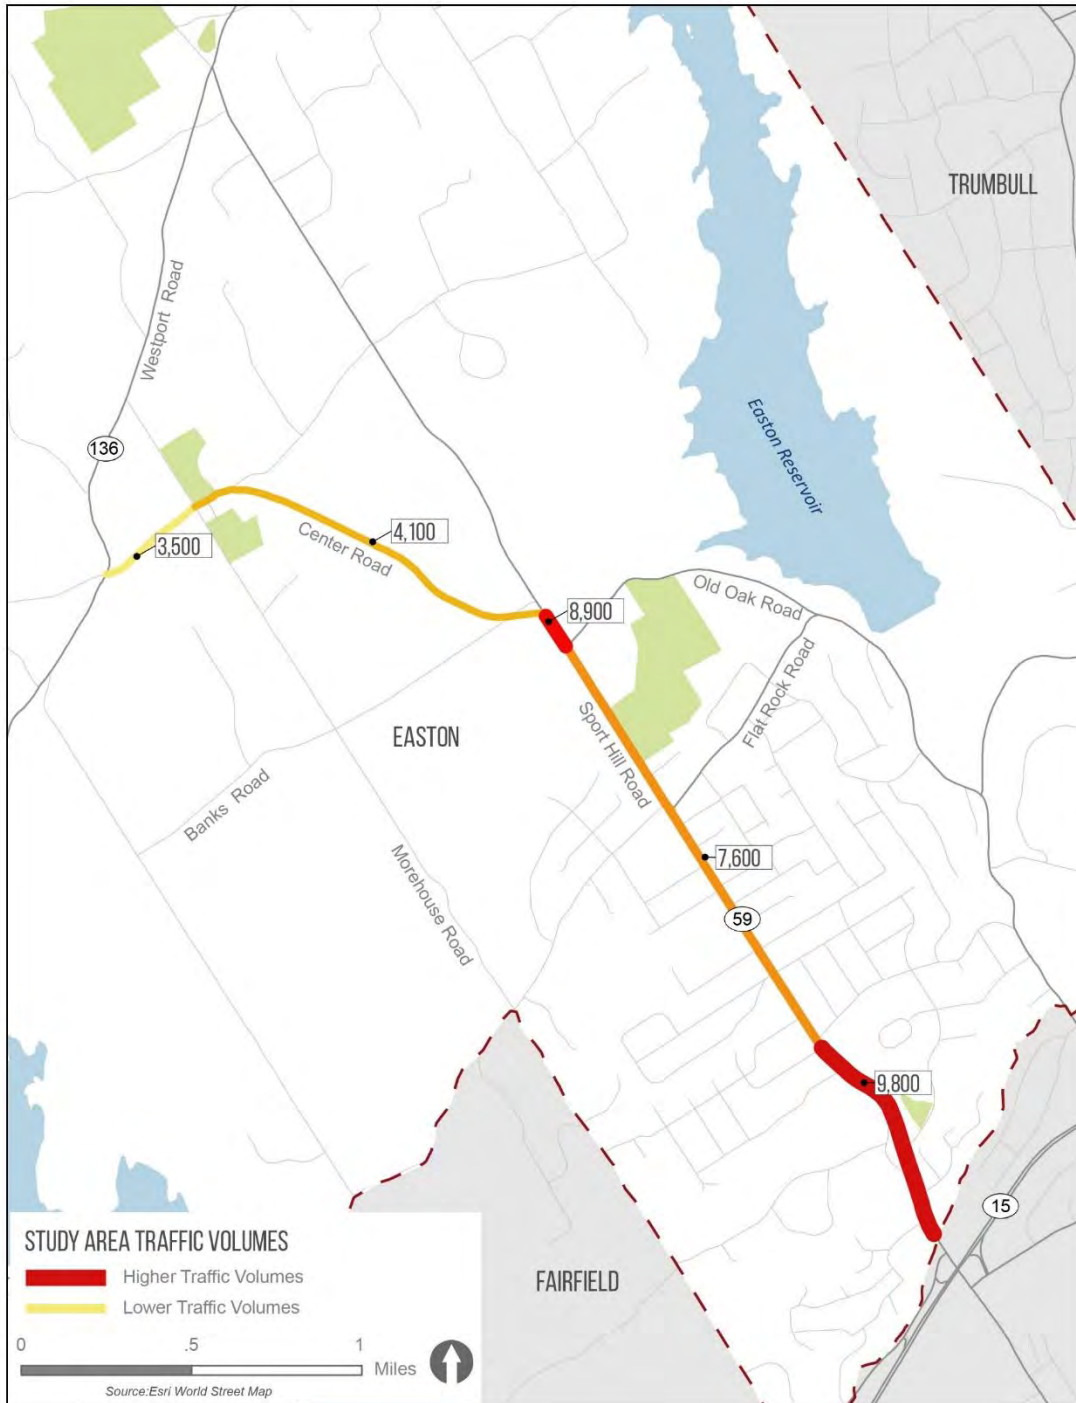 TRUMBULL
Westport Road
136
Easton Reservoir
3,500
Center Road
4,100
8,900
Old Oak Road
Flat Rock Road
Sport Hill Road
EASTON
Banks Road
Morehouse Road
7,600
59
9,800
15
FAIRFIELD
STUDY AREA TRAFFIC VOLUMES
Higher Traffic Volumes
Lower Traffic Volumes
0 .5 1
Miles
Source:Esri World Street Map